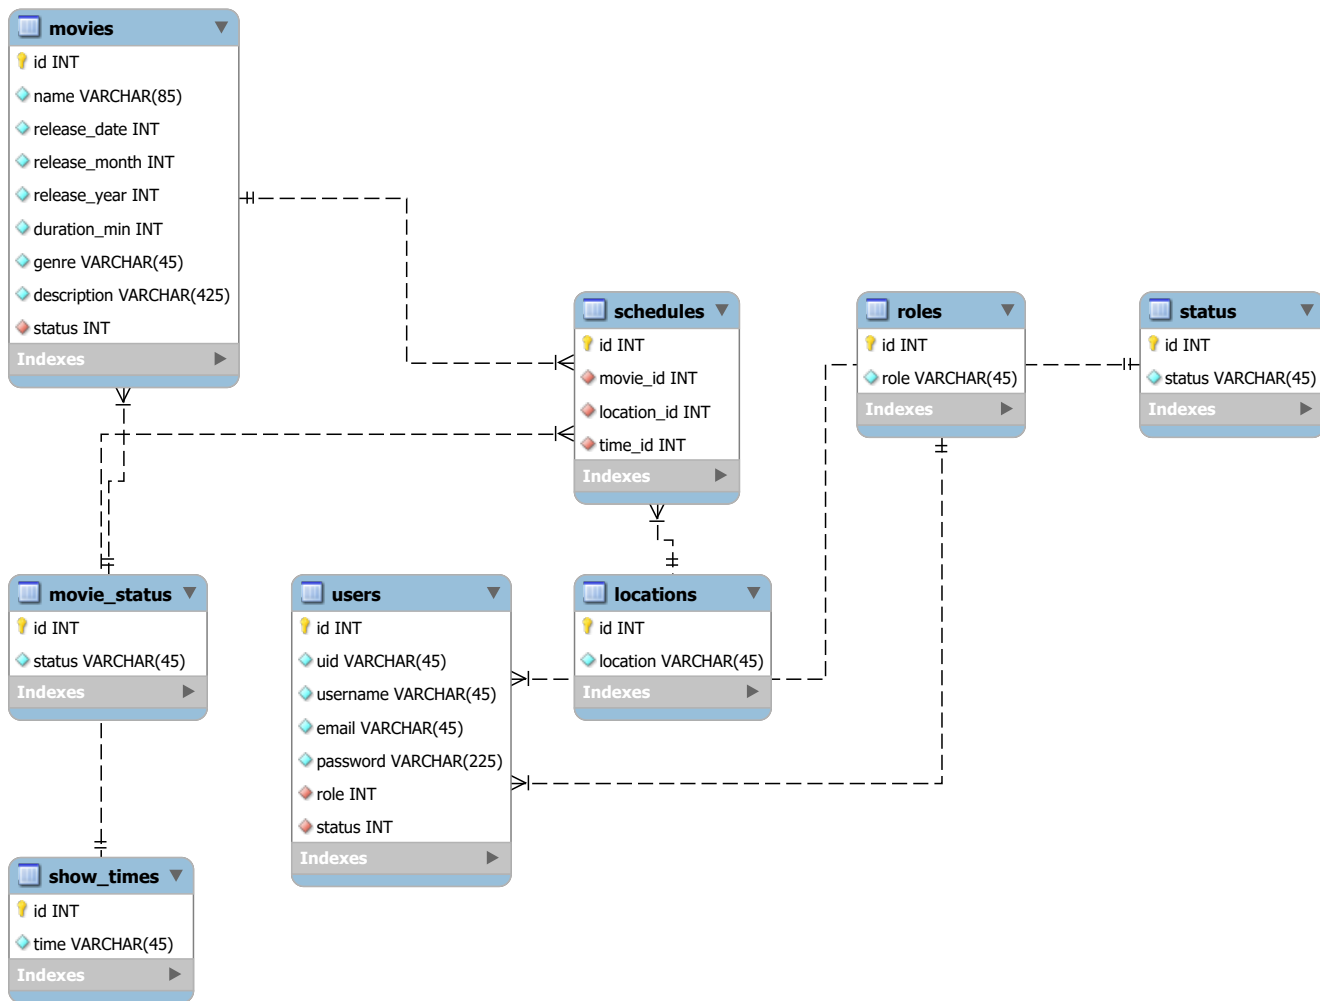 movies
id INT
name VARCHAR(85)
release_date INT
release_month INT
release_year INT
duration_min INT
genre VARCHAR(45)
description VARCHAR(425)
status INT
Indexes
schedules
id INT
movie_id INT
location_id INT
time_id INT
Indexes
roles
id INT
role VARCHAR(45)
Indexes
status
id INT
status VARCHAR(45)
Indexes
movie_status
id INT
status VARCHAR(45)
Indexes
users
id INT
uid VARCHAR(45)
username VARCHAR(45)
email VARCHAR(45)
password VARCHAR(225)
role INT
status INT
Indexes
locations
id INT
location VARCHAR(45)
Indexes
show_times
id INT
time VARCHAR(45)
Indexes